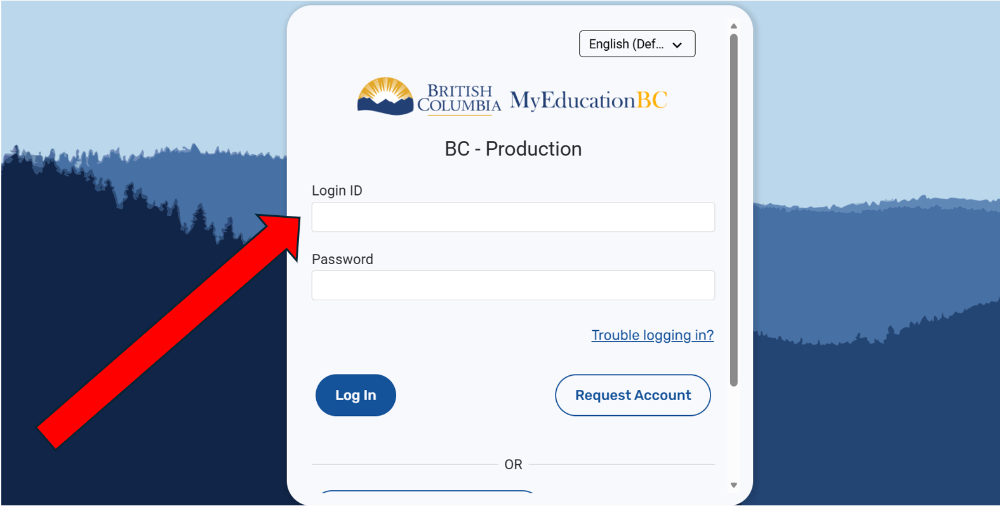 English (Def...
BRITISH
COLUMBIA
MyEducationBC
BC - Production
Login ID
Password
Trouble logging in?
Log In
Request Account
OR